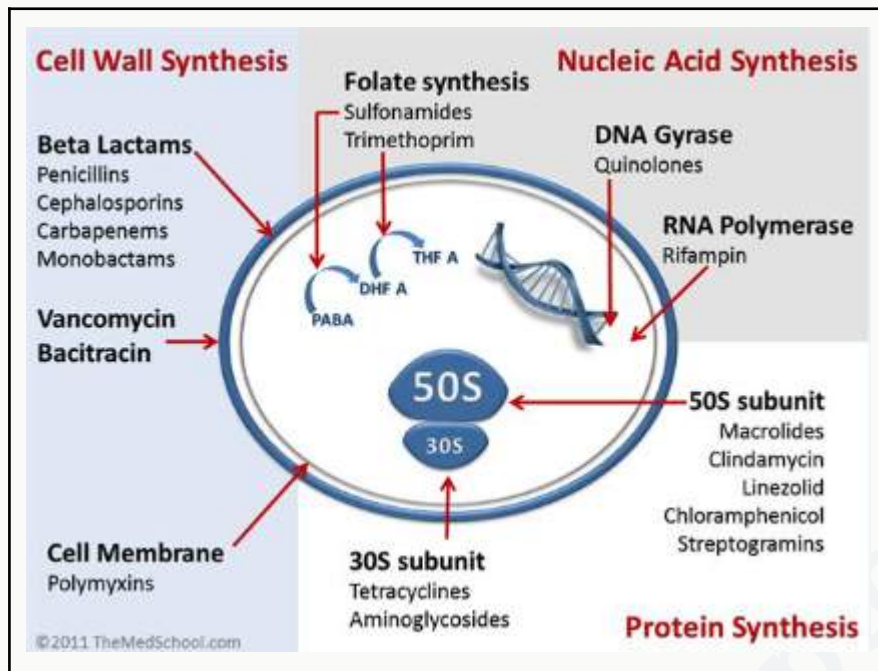 Cell Wall Synthesis
Nucleic Acid Synthesis
Folate synthesis
Sulfonamides
Trimethoprim
Beta Lactams
Penicillins
Cephalosporins
Carbapenems
Monobactams
DNA Gyrase
Quinolones
RNA Polymerase
Rifampin
THF A
DHF A
PABA
Vancomycin
Bacitracin
50S
30S
50S subunit
Macrolides
Clindamycin
Linezolid
Chloramphenicol
Streptogramins
Cell Membrane
Polymyxins
30S subunit
Tetracyclines
Aminoglycosides
Protein Synthesis
©2011 TheMedSchool.com